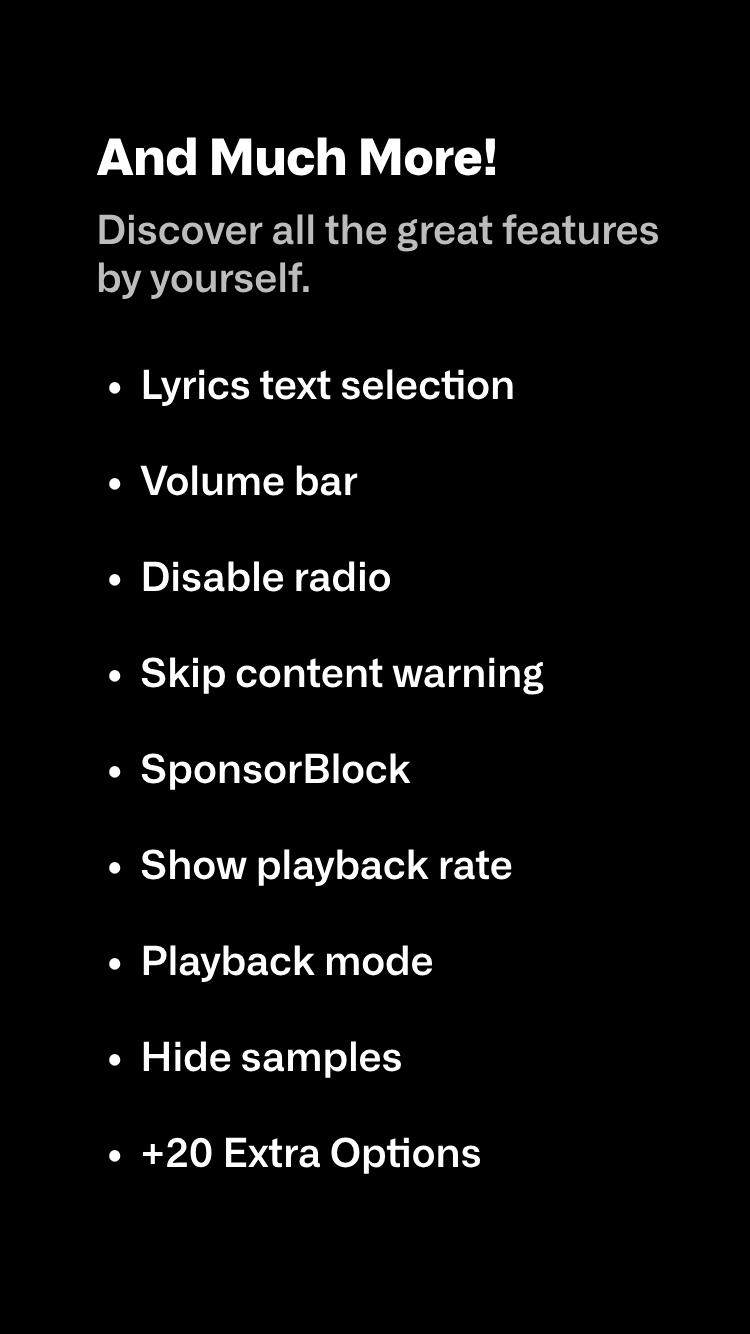 And Much More!
Discover all the great features
by yourself.
• Lyrics text selection
• Volume bar
• Disable radio
• Skip content warning
• SponsorBlock
• Show playback rate
• Playback mode
• Hide samples
• +20 Extra Options